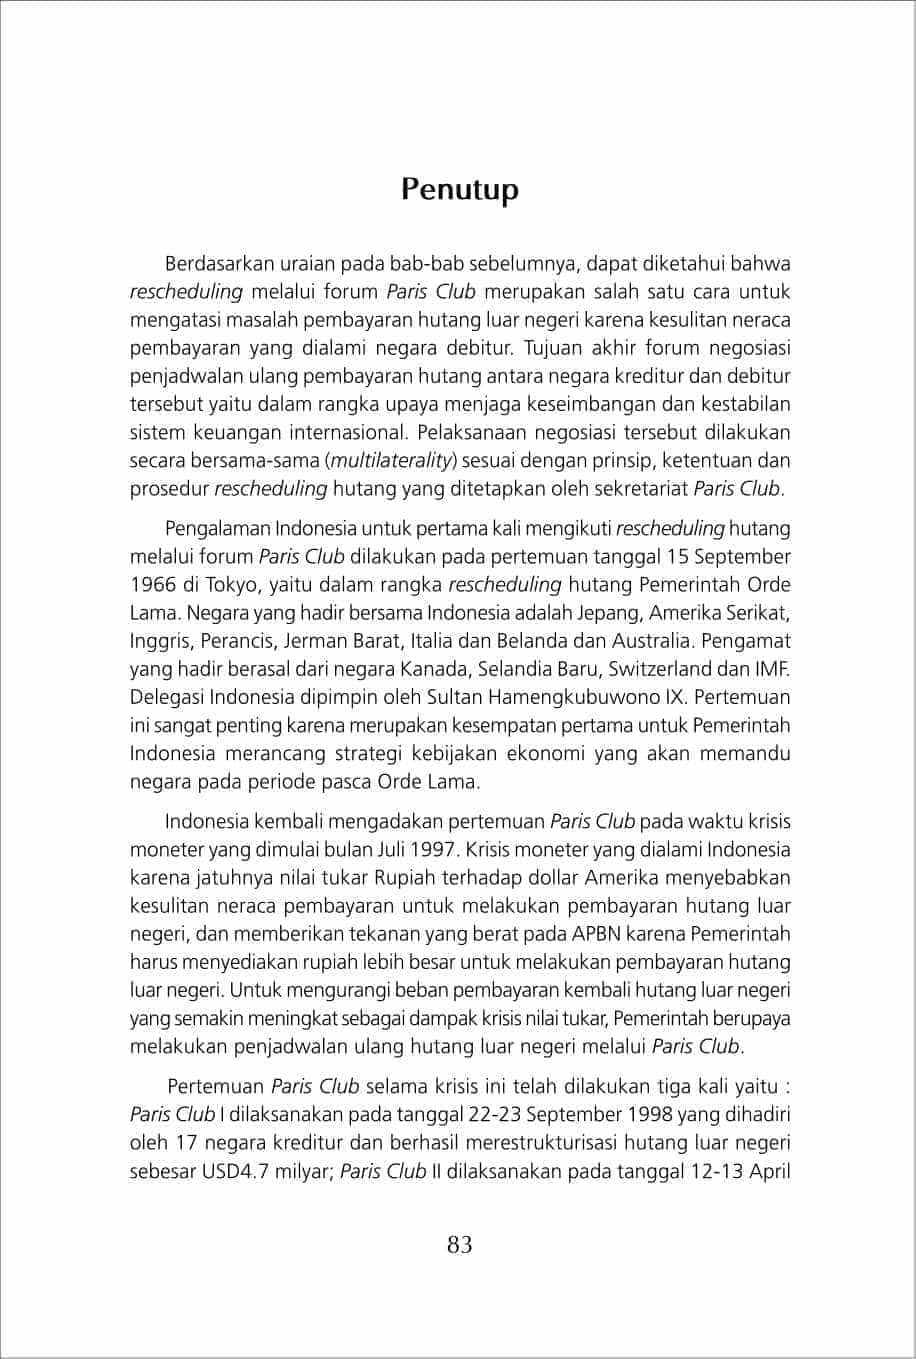 Penutup
Berdasarkan uraian pada bab-bab sebelumnya, dapat diketahui bahwa
rescheduling melalui forum Paris Club merupakan salah satu cara untuk
mengatasi masalah pembayaran hutang luar negeri karena kesulitan neraca
pembayaran yang dialami negara debitur. Tujuan akhir forum negosiasi
penjadwalan ulang pembayaran hutang antara negara kreditur dan debitur
tersebut yaitu dalam rangka upaya menjaga keseimbangan dan kestabilan
sistem keuangan internasional. Pelaksanaan negosiasi tersebut dilakukan
secara bersama-sama (multilaterality) sesuai dengan prinsip, ketentuan dan
prosedur rescheduling hutang yang ditetapkan oleh sekretariat Paris Club.
Pengalaman Indonesia untuk pertama kali mengikuti rescheduling hutang
melalui forum Paris Club dilakukan pada pertemuan tanggal 15 September
1966 di Tokyo, yaitu dalam rangka rescheduling hutang Pemerintah Orde
Lama. Negara yang hadir bersama Indonesia adalah Jepang, Amerika Serikat,
Inggris, Perancis, Jerman Barat, Italia dan Belanda dan Australia. Pengamat
yang hadir berasal dari negara Kanada, Selandia Baru, Switzerland dan IMF.
Delegasi Indonesia dipimpin oleh Sultan Hamengkubuwono IX. Pertemuan
ini sangat penting karena merupakan kesempatan pertama untuk Pemerintah
Indonesia merancang strategi kebijakan ekonomi yang akan memandu
negara pada periode pasca Orde Lama.
Indonesia kembali mengadakan pertemuan Paris Club pada waktu krisis
moneter yang dimulai bulan Juli 1997. Krisis moneter yang dialami Indonesia
karena jatuhnya nilai tukar Rupiah terhadap dollar Amerika menyebabkan
kesulitan neraca pembayaran untuk melakukan pembayaran hutang luar
negeri, dan memberikan tekanan yang berat pada APBN karena Pemerintah
harus menyediakan rupiah lebih besar untuk melakukan pembayaran hutang
luar negeri. Untuk mengurangi beban pembayaran kembali hutang luar negeri
yang semakin meningkat sebagai dampak krisis nilai tukar, Pemerintah berupaya
melakukan penjadwalan ulang hutang luar negeri melalui Paris Club.
Pertemuan Paris Club selama krisis ini telah dilakukan tiga kali yaitu :
Paris Club I dilaksanakan pada tanggal 22-23 September 1998 yang dihadiri
oleh 17 negara kreditur dan berhasil merestrukturisasi hutang luar negeri
sebesar USD4.7 milyar; Paris Club II dilaksanakan pada tanggal 12-13 April
83